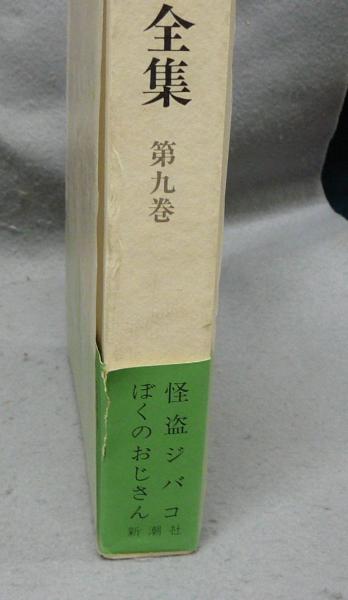 全集
第九巻
怪盗ジバコ
ぼくのおじさん
新潮社